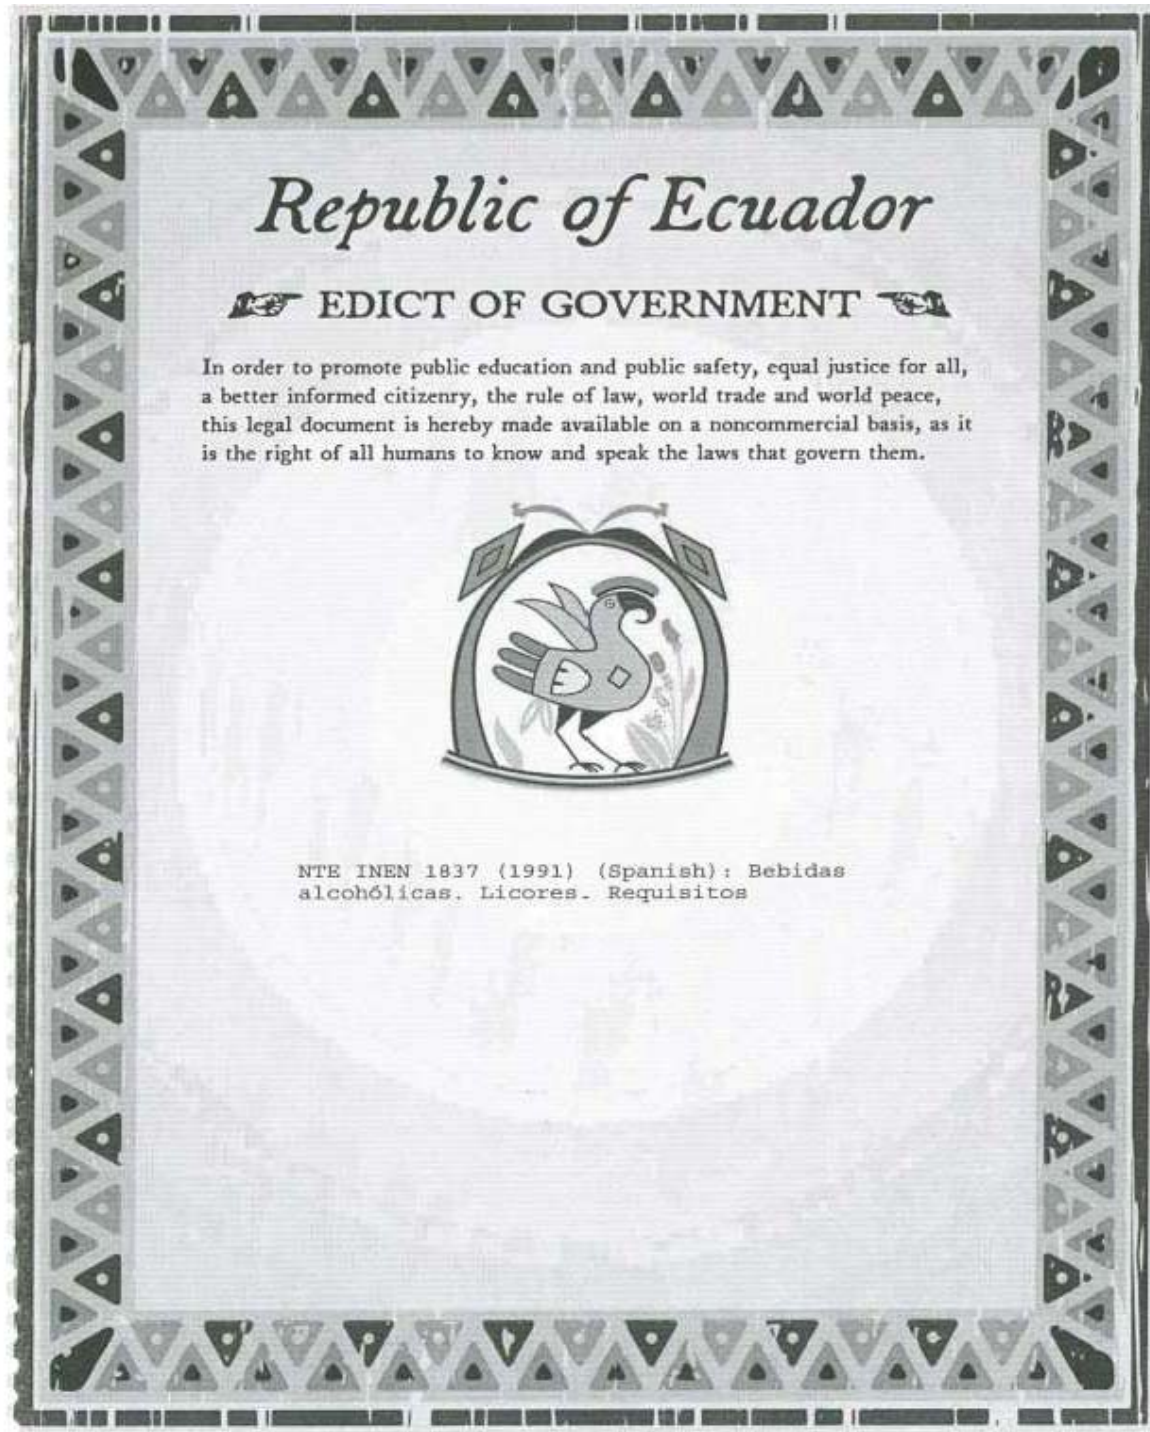 Republic of Ecuador
EDICT OF GOVERNMENT
In order to promote public education and public safety, equal justice for all,
a better informed citizenry, the rule of law, world trade and world peace,
this legal document is hereby made available on a noncommercial basis, as it
is the right of all humans to know and speak the laws that govern them.
NTE INEN 1837 (1991) (Spanish): Bebidas
alcohólicas. Licores. Requisitos